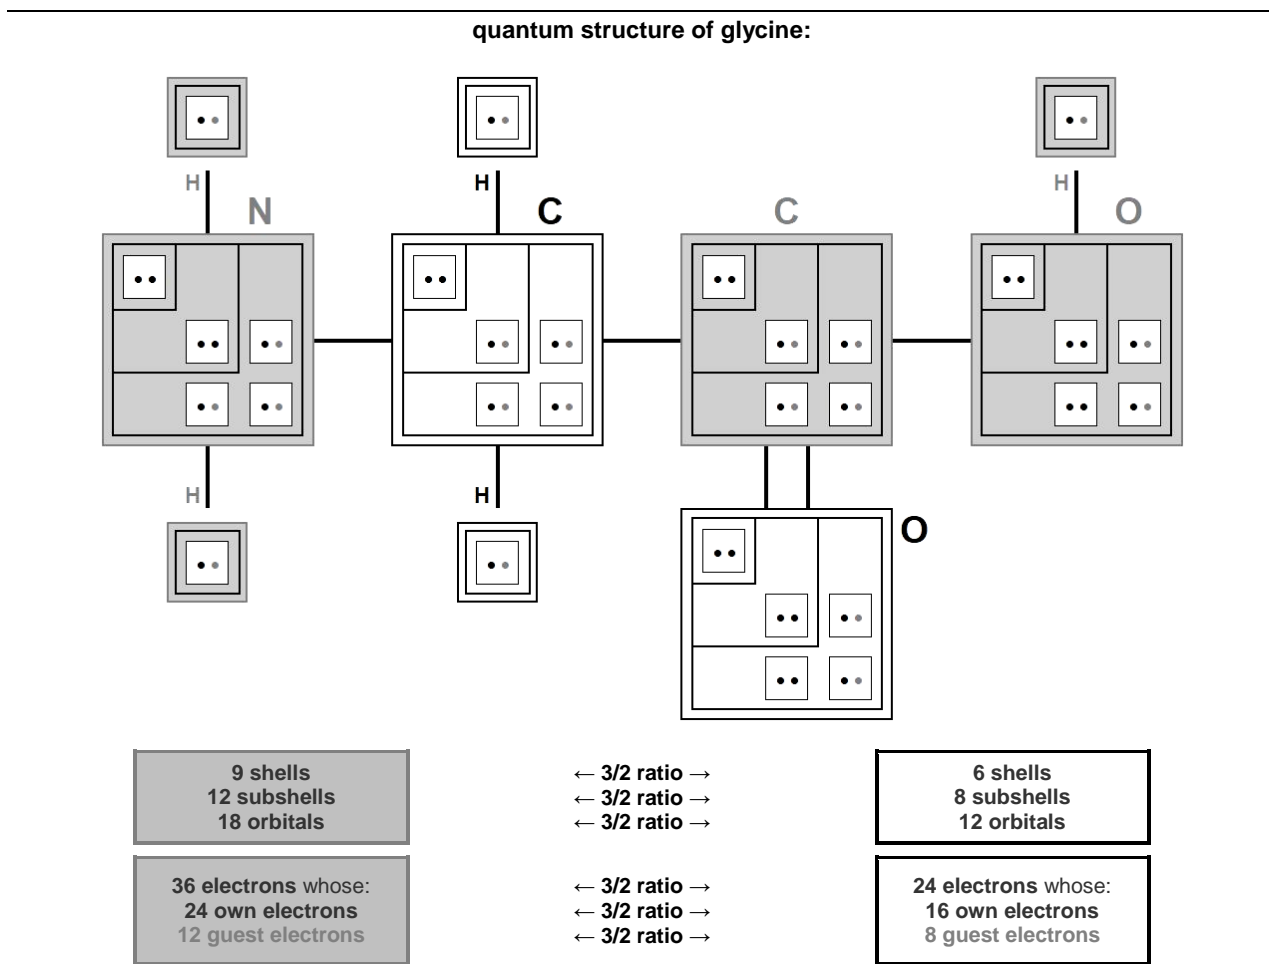 quantum structure of glycine:
H H H
N C C O
H H
O
9 shells ← 3/2 ratio → 6 shells
12 subshells ← 3/2 ratio → 8 subshells
18 orbitals ← 3/2 ratio → 12 orbitals
36 electrons whose: ← 3/2 ratio → 24 electrons whose:
24 own electrons ← 3/2 ratio → 16 own electrons
12 guest electrons ← 3/2 ratio → 8 guest electrons